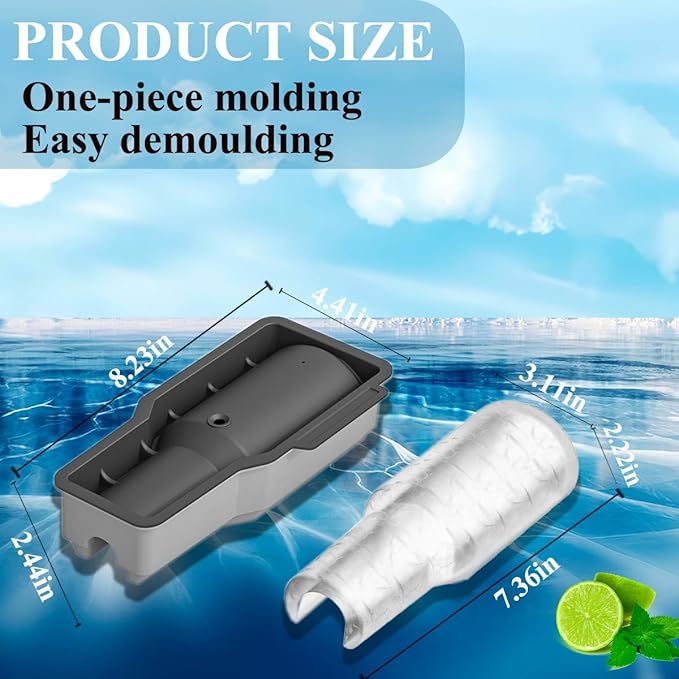 PRODUCT SIZE
One-piece molding
Easy demoulding
4.41in
8.23in
3.11in
2.22in
2.44in
7.36in